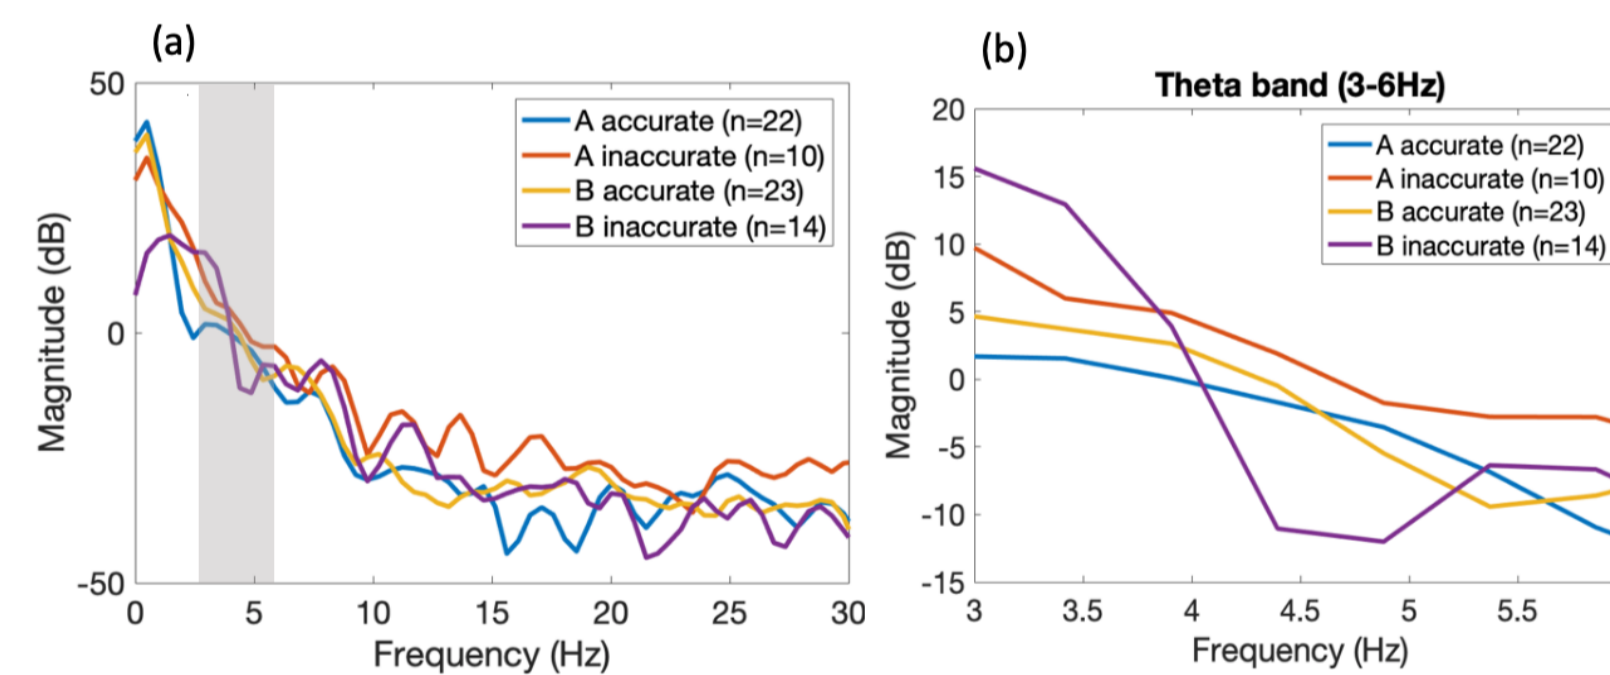 (a)
50
0
-50
Magnitude (dB)
A accurate (n=22)
A inaccurate (n=10)
B accurate (n=23)
B inaccurate (n=14)
0 5 10 15 20 25 30
Frequency (Hz)
(b)
Theta band (3-6Hz)
20
15
10
5
0
-5
-10
-15
Magnitude (dB)
A accurate (n=22)
A inaccurate (n=10)
B accurate (n=23)
B inaccurate (n=14)
3 3.5 4 4.5 5 5.5
Frequency (Hz)